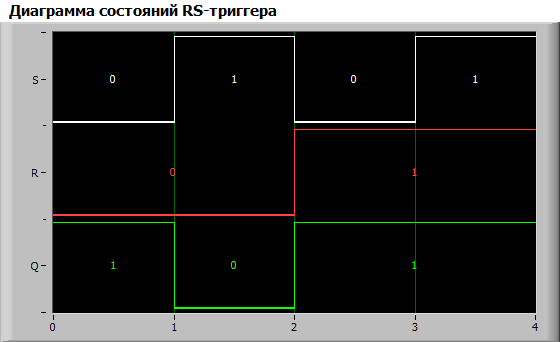 Диаграмма состояний RS-триггера
S 0 1 0 1
R 0 1
Q 1 0 1
0 1 2 3 4